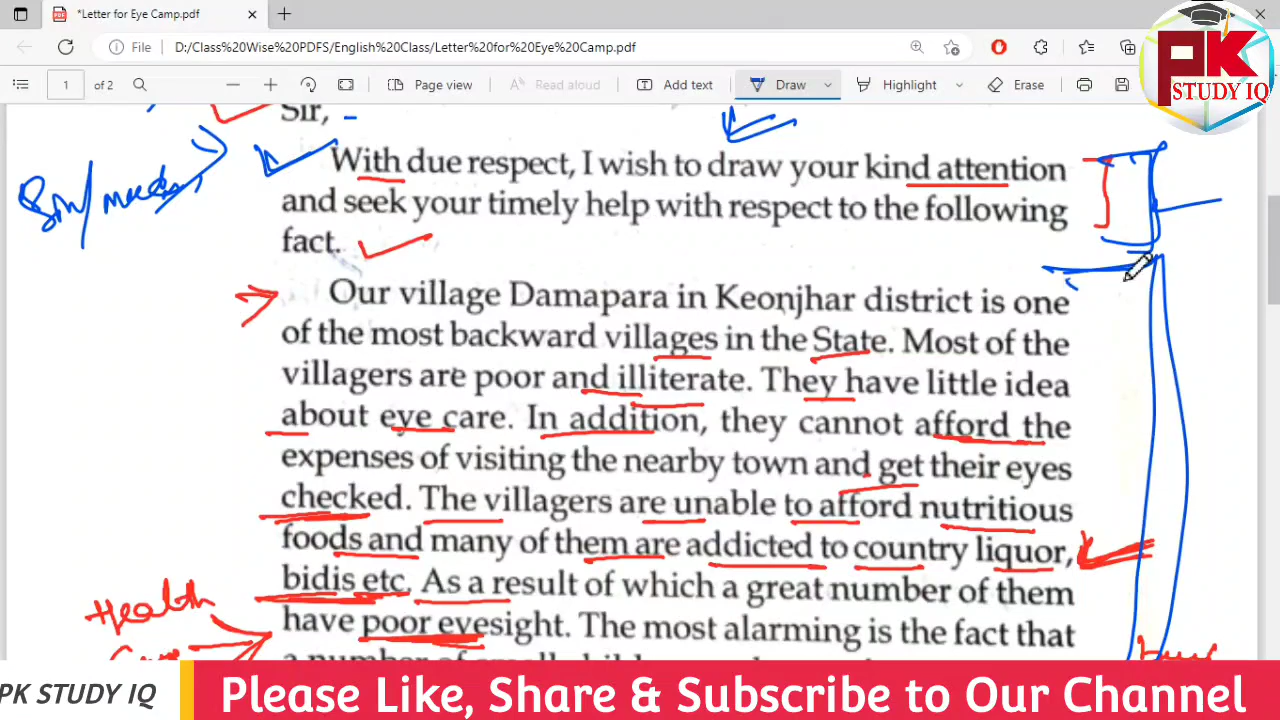 *Letter for Eye Camp.pdf
File D:/Class%20Wise%20PDFS/English%20Class/Letter%20for%20Eye%20Camp.pdf
1 of 2 Page view Read aloud Add text Draw Highlight Erase
PK
STUDY IQ
Sir,
With due respect, I wish to draw your kind attention
and seek your timely help with respect to the following
fact.
Our village Damapara in Keonjhar district is one
of the most backward villages in the State. Most of the
villagers are poor and illiterate. They have little idea
about eye care. In addition, they cannot afford the
expenses of visiting the nearby town and get their eyes
checked. The villagers are unable to afford nutritious
foods and many of them are addicted to country liquor,
bidis etc. As a result of which a great number of them
Health
have poor eyesight. The most alarming is the fact that
a number of small
PK STUDY IQ Please Like, Share & Subscribe to Our Channel